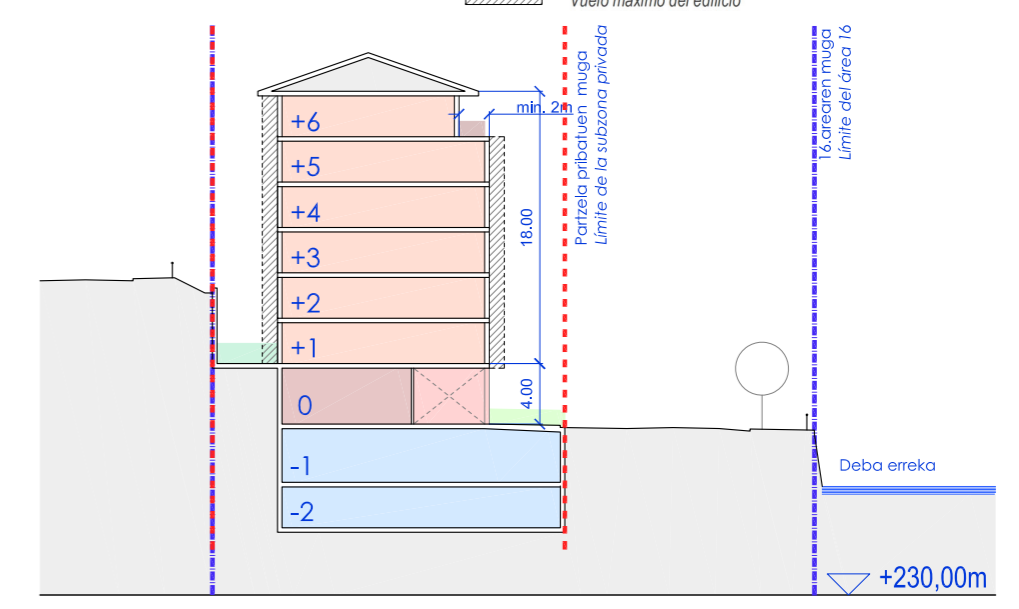 Vuelo máximo del edificio
+6
+5
+4
+3
+2
+1
0
-1
-2
min. 2m
18.00
4.00
Partzela pribatuen muga
Límite de la subzona privada
16.arearen muga
Límite del área 16
Deba erreka
+230,00m